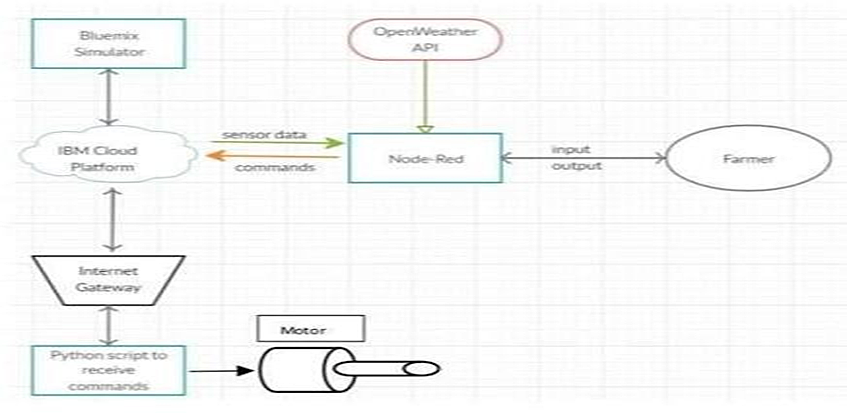 Bluemix
Simulator
OpenWeather
API
sensor data
IBM Cloud
Platform
commands
Node-Red
input
output
Farmer
Internet
Gateway
Motor
Python script to
receive
commands